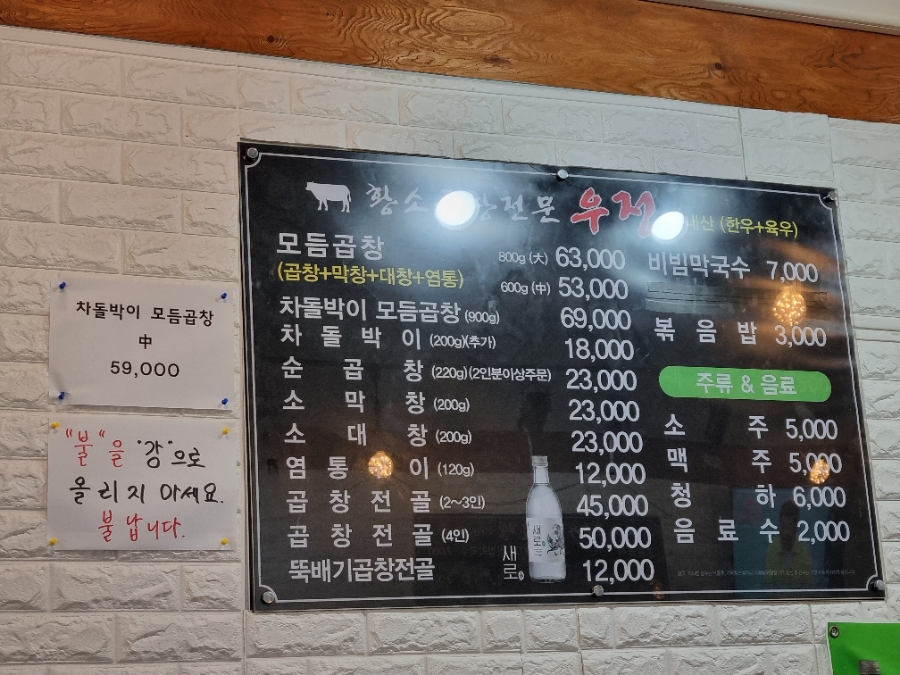 차돌박이 모듬곱창
中
59,000
"불"을 "강"으로
올리지 마세요.
불납니다.
황소 전문 우전
(한우+육우)
모듬곱창 800g (大) 63,000
(곱창+막창+대창+염통) 600g (中) 53,000
차돌박이 모듬곱창 (900g) 69,000
차돌박이 (200g)(추가) 18,000
순곱창 (220g)(2인분이상주문) 23,000
소막창 (200g) 23,000
소대창 (200g) 23,000
염통이 (120g) 12,000
곱창전골 (2~3인) 45,000
곱창전골 (4인) 50,000
뚝배기곱창전골 12,000
새로
새로
비빔막국수 7,000
볶음밥 3,000
주류 & 음료
소주 5,000
맥주 5,000
청하 6,000
음료수 2,000